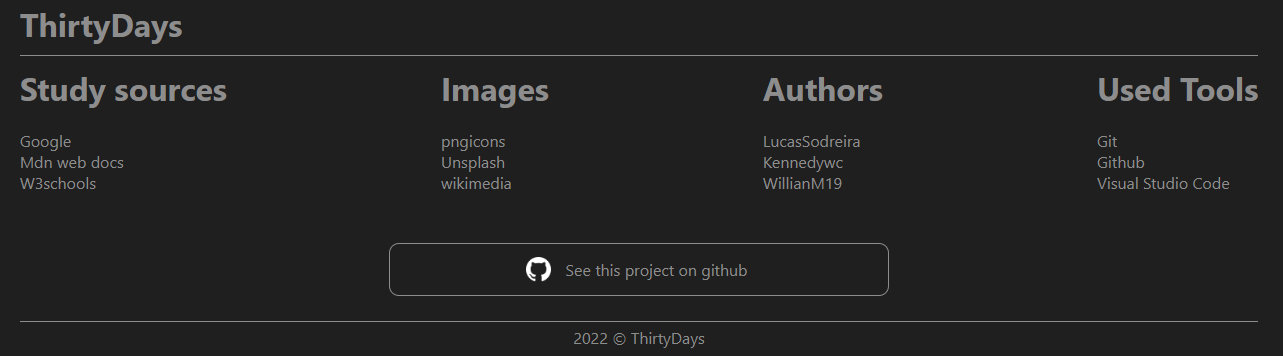 ThirtyDays
Study sources
Google
Mdn web docs
W3schools
Images
pngicons
Unsplash
wikimedia
Authors
LucasSodreira
Kennedywc
WillianM19
Used Tools
Git
Github
Visual Studio Code
See this project on github
2022 © ThirtyDays